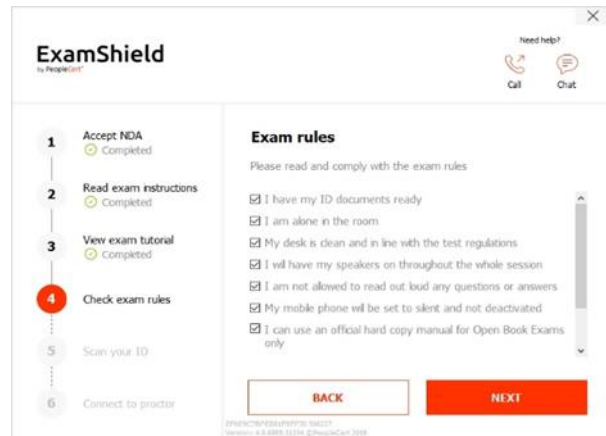 Need help?
ExamShield
by PeopleCert
Call
Chat
1
Accept NDA
Completed
2
Read exam instructions
Completed
3
View exam tutorial
Completed
4
Check exam rules
5
Scan your ID
6
Connect to proctor
Exam rules
Please read and comply with the exam rules
I have my ID documents ready
I am alone in the room
My desk is clean and in line with the test regulations
I will have my speakers on throughout the whole session
I am not allowed to read out loud any questions or answers
My mobile phone will be set to silent and not deactivated
I can use an official hard copy manual for Open Book Exams
only
BACK
NEXT